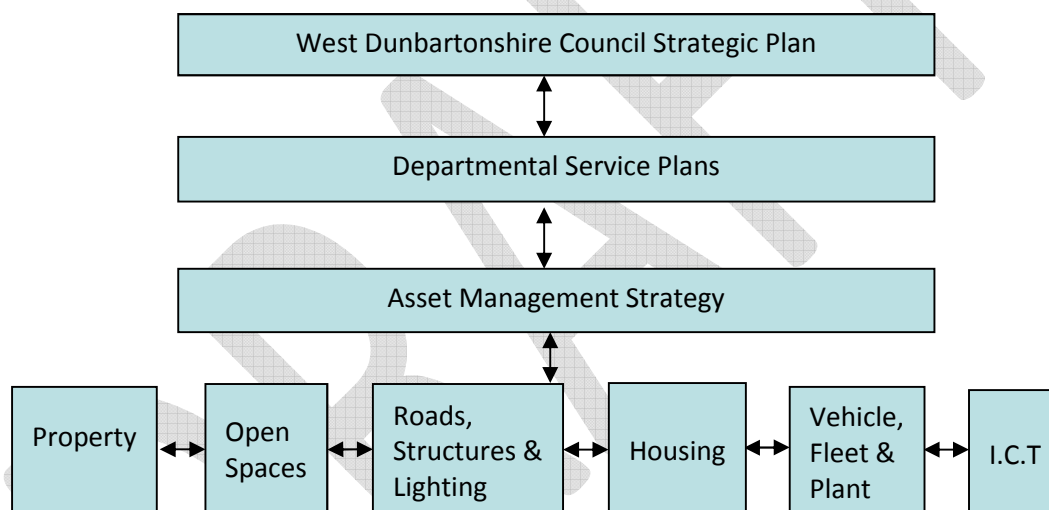 West Dunbartonshire Council Strategic Plan
Departmental Service Plans
Asset Management Strategy
Property
Open
Spaces
Roads,
Structures &
Lighting
Housing
Vehicle,
Fleet &
Plant
I.C.T